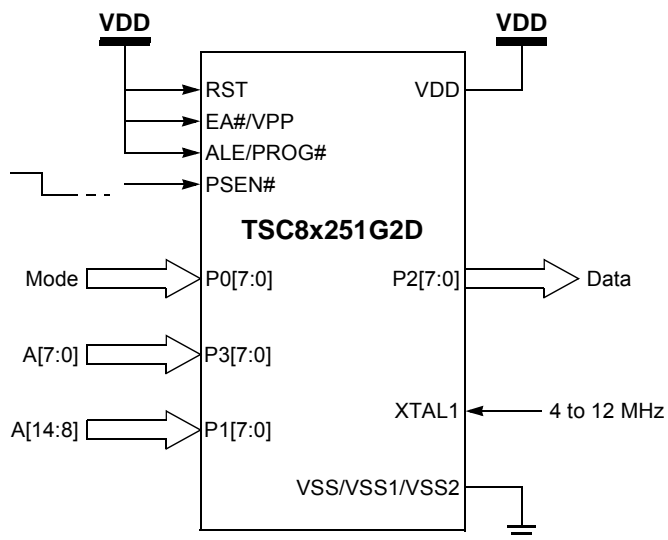 VDD VDD
RST VDD
EA#/VPP
ALE/PROG#
PSEN#
TSC8x251G2D
Mode P0[7:0] P2[7:0] Data
A[7:0] P3[7:0]
XTAL1 4 to 12 MHz
A[14:8] P1[7:0]
VSS/VSS1/VSS2